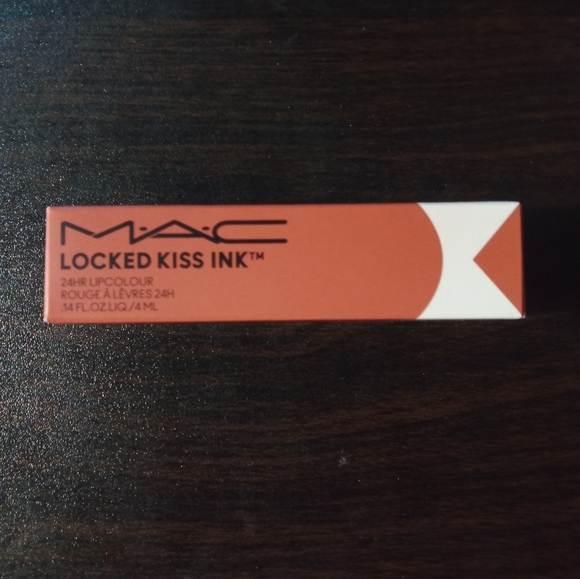 M·A·C
LOCKED KISS INK™
24HR LIPCOLOUR
ROUGE À LÈVRES 24H
.14 FL.OZ.LIQ./4 ML